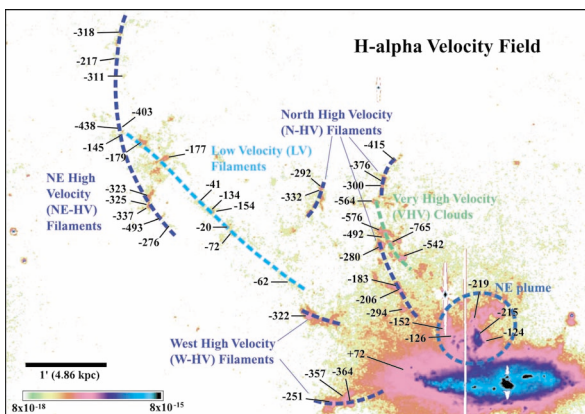 H-alpha Velocity Field
-318
-217
-311
-403
-438
-145
-179
-177
Low Velocity (LV)
Filaments
NE High
Velocity
(NE-HV)
Filaments
-323
-325
-337
-493
-276
-41
-134
-154
-20
-72
-62
North High Velocity
(N-HV) Filaments
-292
-332
-415
-376
-300
-564
Very High Velocity
(VHV) Clouds
-576
-492
-280
-765
-542
-183
-206
-294
-152
-126
-219
NE plume
-215
-124
-322
West High Velocity
(W-HV) Filaments
+72
-357
-364
-251
1' (4.86 kpc)
8x10⁻¹⁸
8x10⁻¹⁵